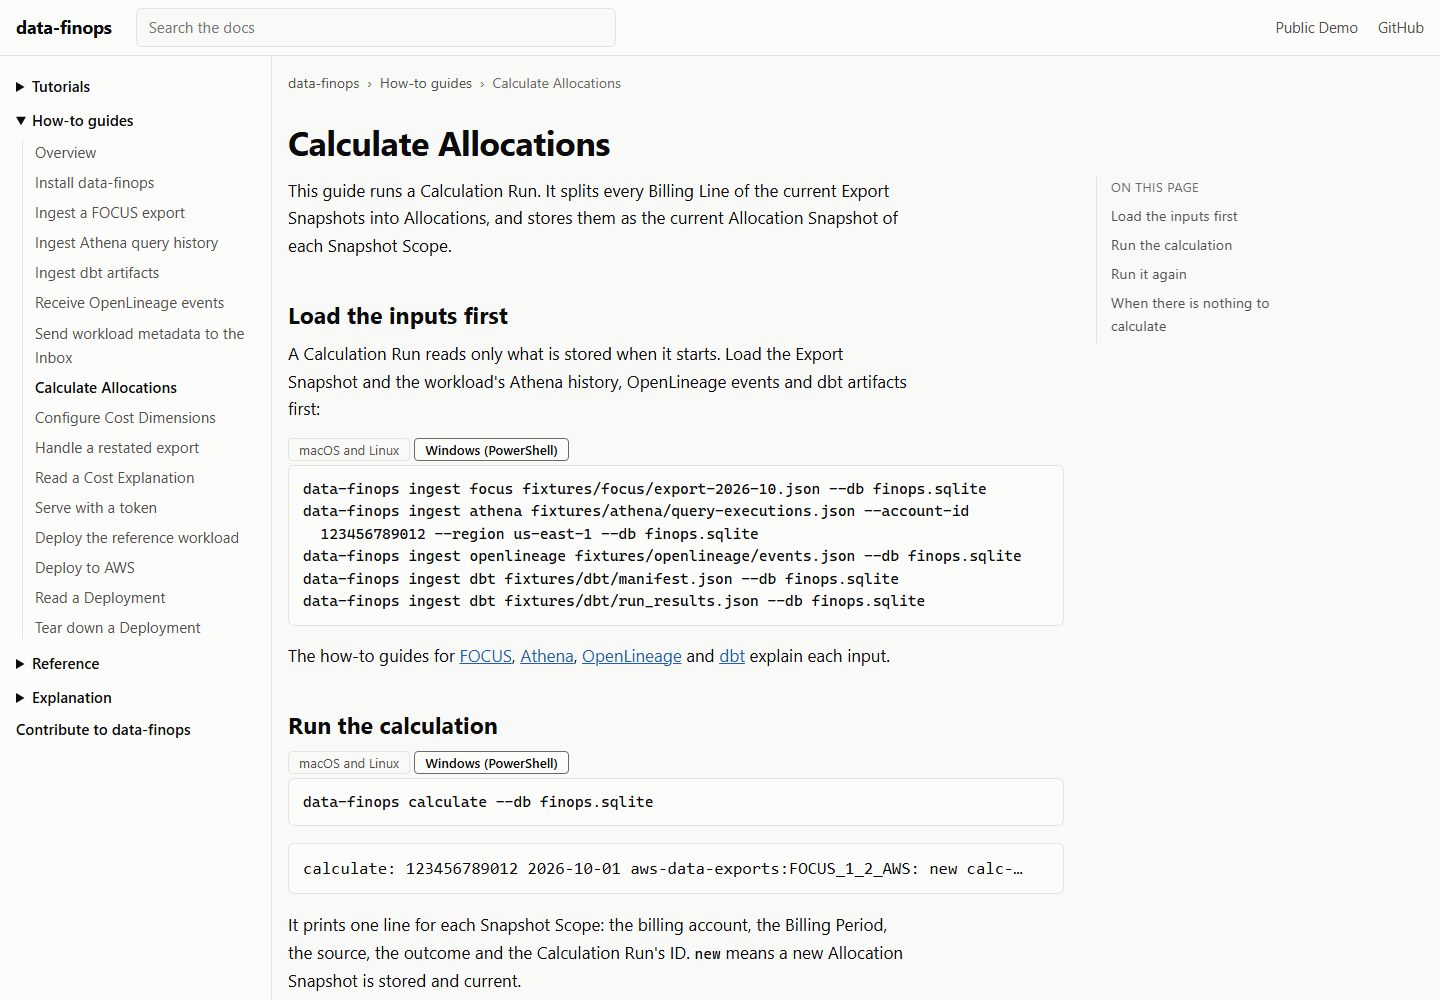 data-finops
Search the docs
Public Demo
GitHub
Tutorials
How-to guides
Overview
Install data-finops
Ingest a FOCUS export
Ingest Athena query history
Ingest dbt artifacts
Receive OpenLineage events
Send workload metadata to the
Inbox
Calculate Allocations
Configure Cost Dimensions
Handle a restated export
Read a Cost Explanation
Serve with a token
Deploy the reference workload
Deploy to AWS
Read a Deployment
Tear down a Deployment
Reference
Explanation
Contribute to data-finops
data-finops › How-to guides › Calculate Allocations
Calculate Allocations
This guide runs a Calculation Run. It splits every Billing Line of the current Export
Snapshots into Allocations, and stores them as the current Allocation Snapshot of
each Snapshot Scope.
Load the inputs first
A Calculation Run reads only what is stored when it starts. Load the Export
Snapshot and the workload's Athena history, OpenLineage events and dbt artifacts
first:
macOS and Linux
Windows (PowerShell)
data-finops ingest focus fixtures/focus/export-2026-10.json --db finops.sqlite
data-finops ingest athena fixtures/athena/query-executions.json --account-id
123456789012 --region us-east-1 --db finops.sqlite
data-finops ingest openlineage fixtures/openlineage/events.json --db finops.sqlite
data-finops ingest dbt fixtures/dbt/manifest.json --db finops.sqlite
data-finops ingest dbt fixtures/dbt/run_results.json --db finops.sqlite
The how-to guides for FOCUS, Athena, OpenLineage and dbt explain each input.
Run the calculation
macOS and Linux
Windows (PowerShell)
data-finops calculate --db finops.sqlite
calculate: 123456789012 2026-10-01 aws-data-exports:FOCUS_1_2_AWS: new calc-…
It prints one line for each Snapshot Scope: the billing account, the Billing Period,
the source, the outcome and the Calculation Run's ID. new means a new Allocation
Snapshot is stored and current.
ON THIS PAGE
Load the inputs first
Run the calculation
Run it again
When there is nothing to
calculate